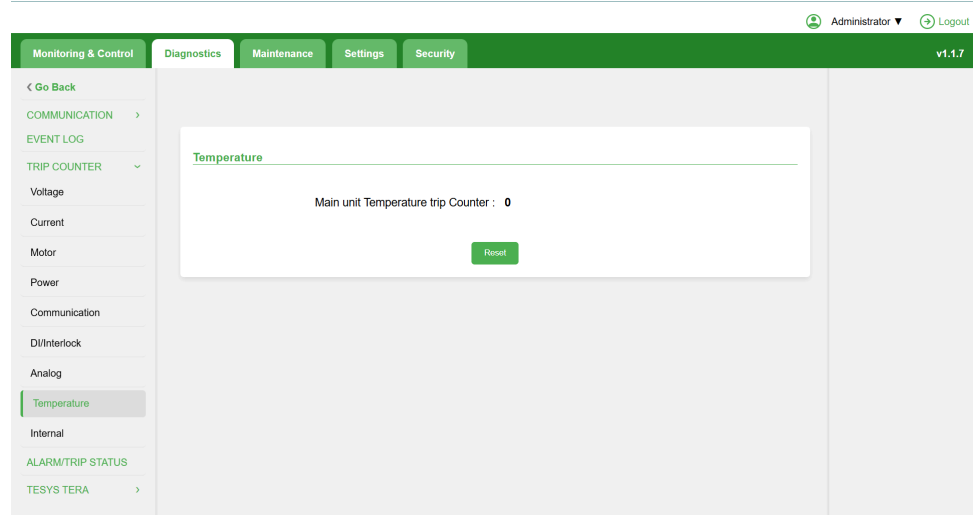 Administrator ▼ Logout
Monitoring & Control Diagnostics Maintenance Settings Security v1.1.7
Go Back
COMMUNICATION
EVENT LOG
TRIP COUNTER
Voltage
Current
Motor
Power
Communication
DI/Interlock
Analog
Temperature
Internal
ALARM/TRIP STATUS
TESYS TERA
Temperature
Main unit Temperature trip Counter : 0
Reset